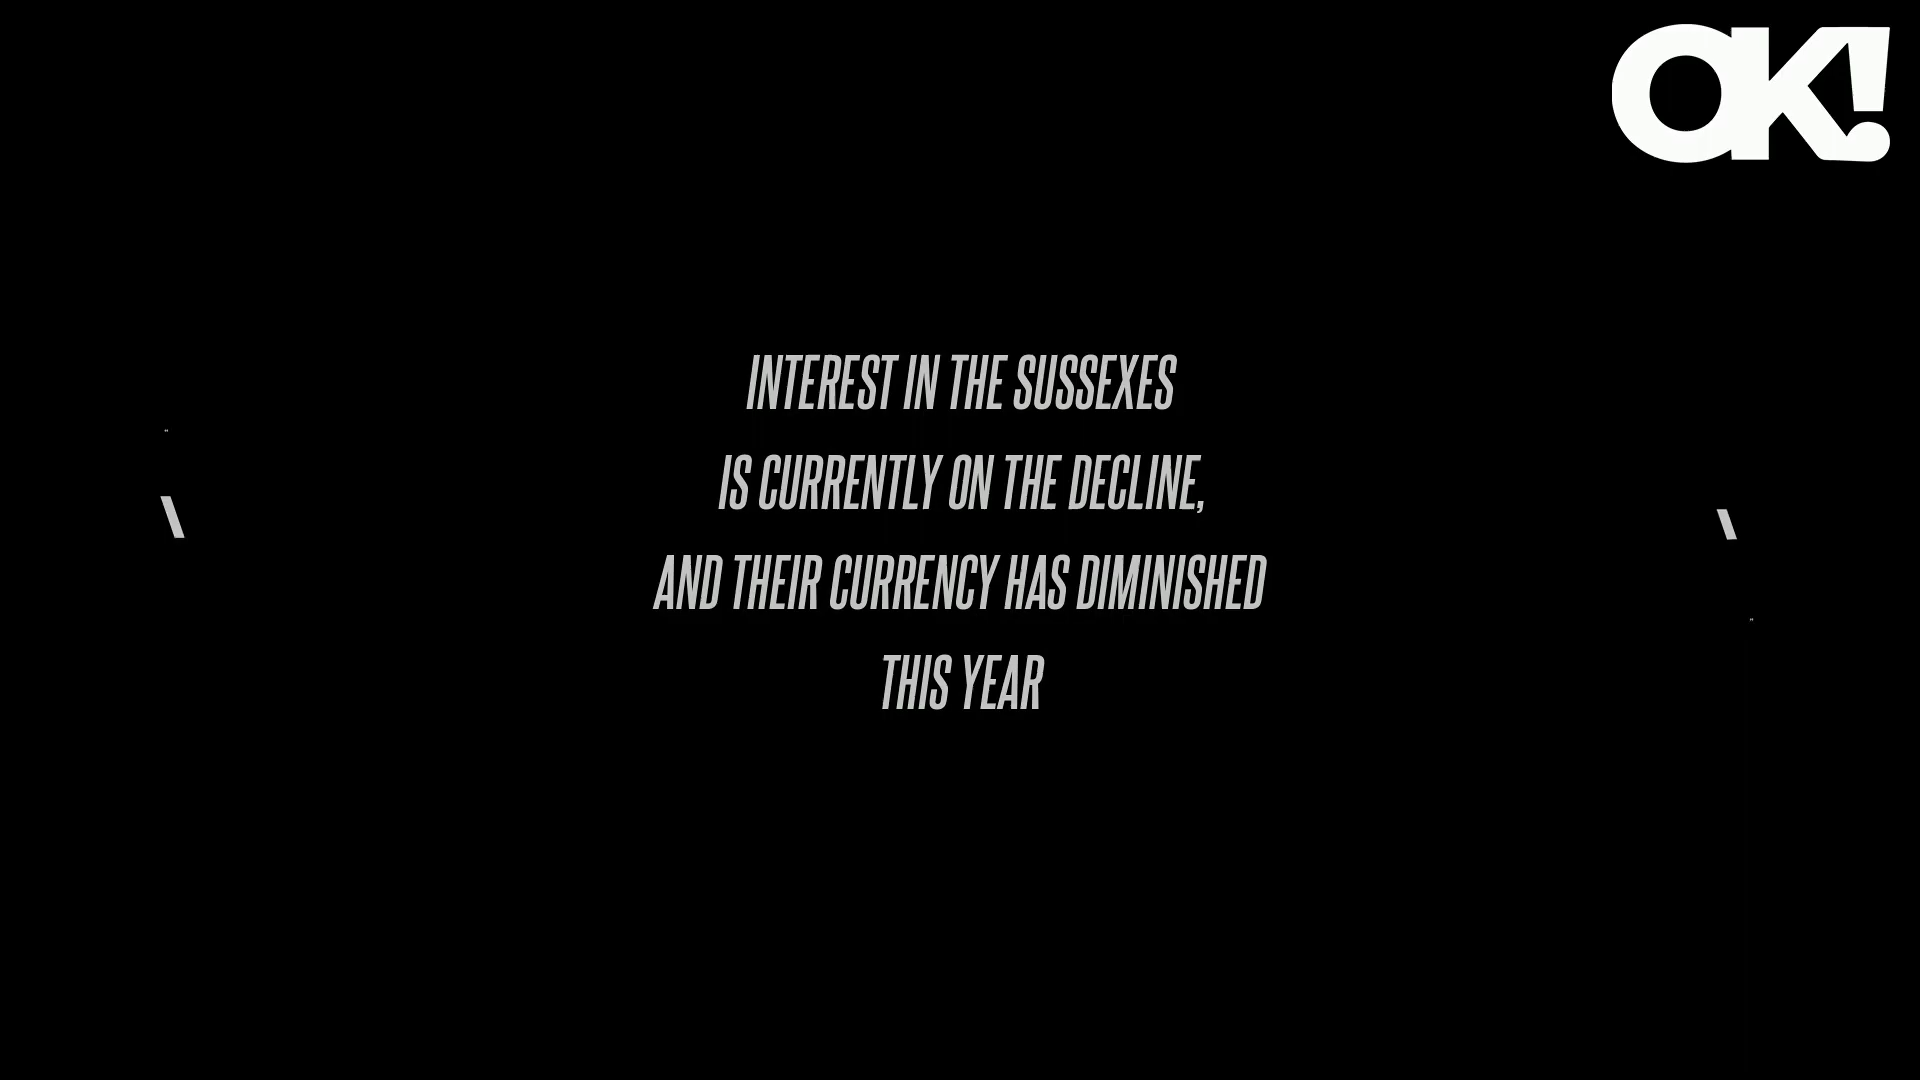 OK!
INTEREST IN THE SUSSEXES
IS CURRENTLY ON THE DECLINE,
AND THEIR CURRENCY HAS DIMINISHED
THIS YEAR